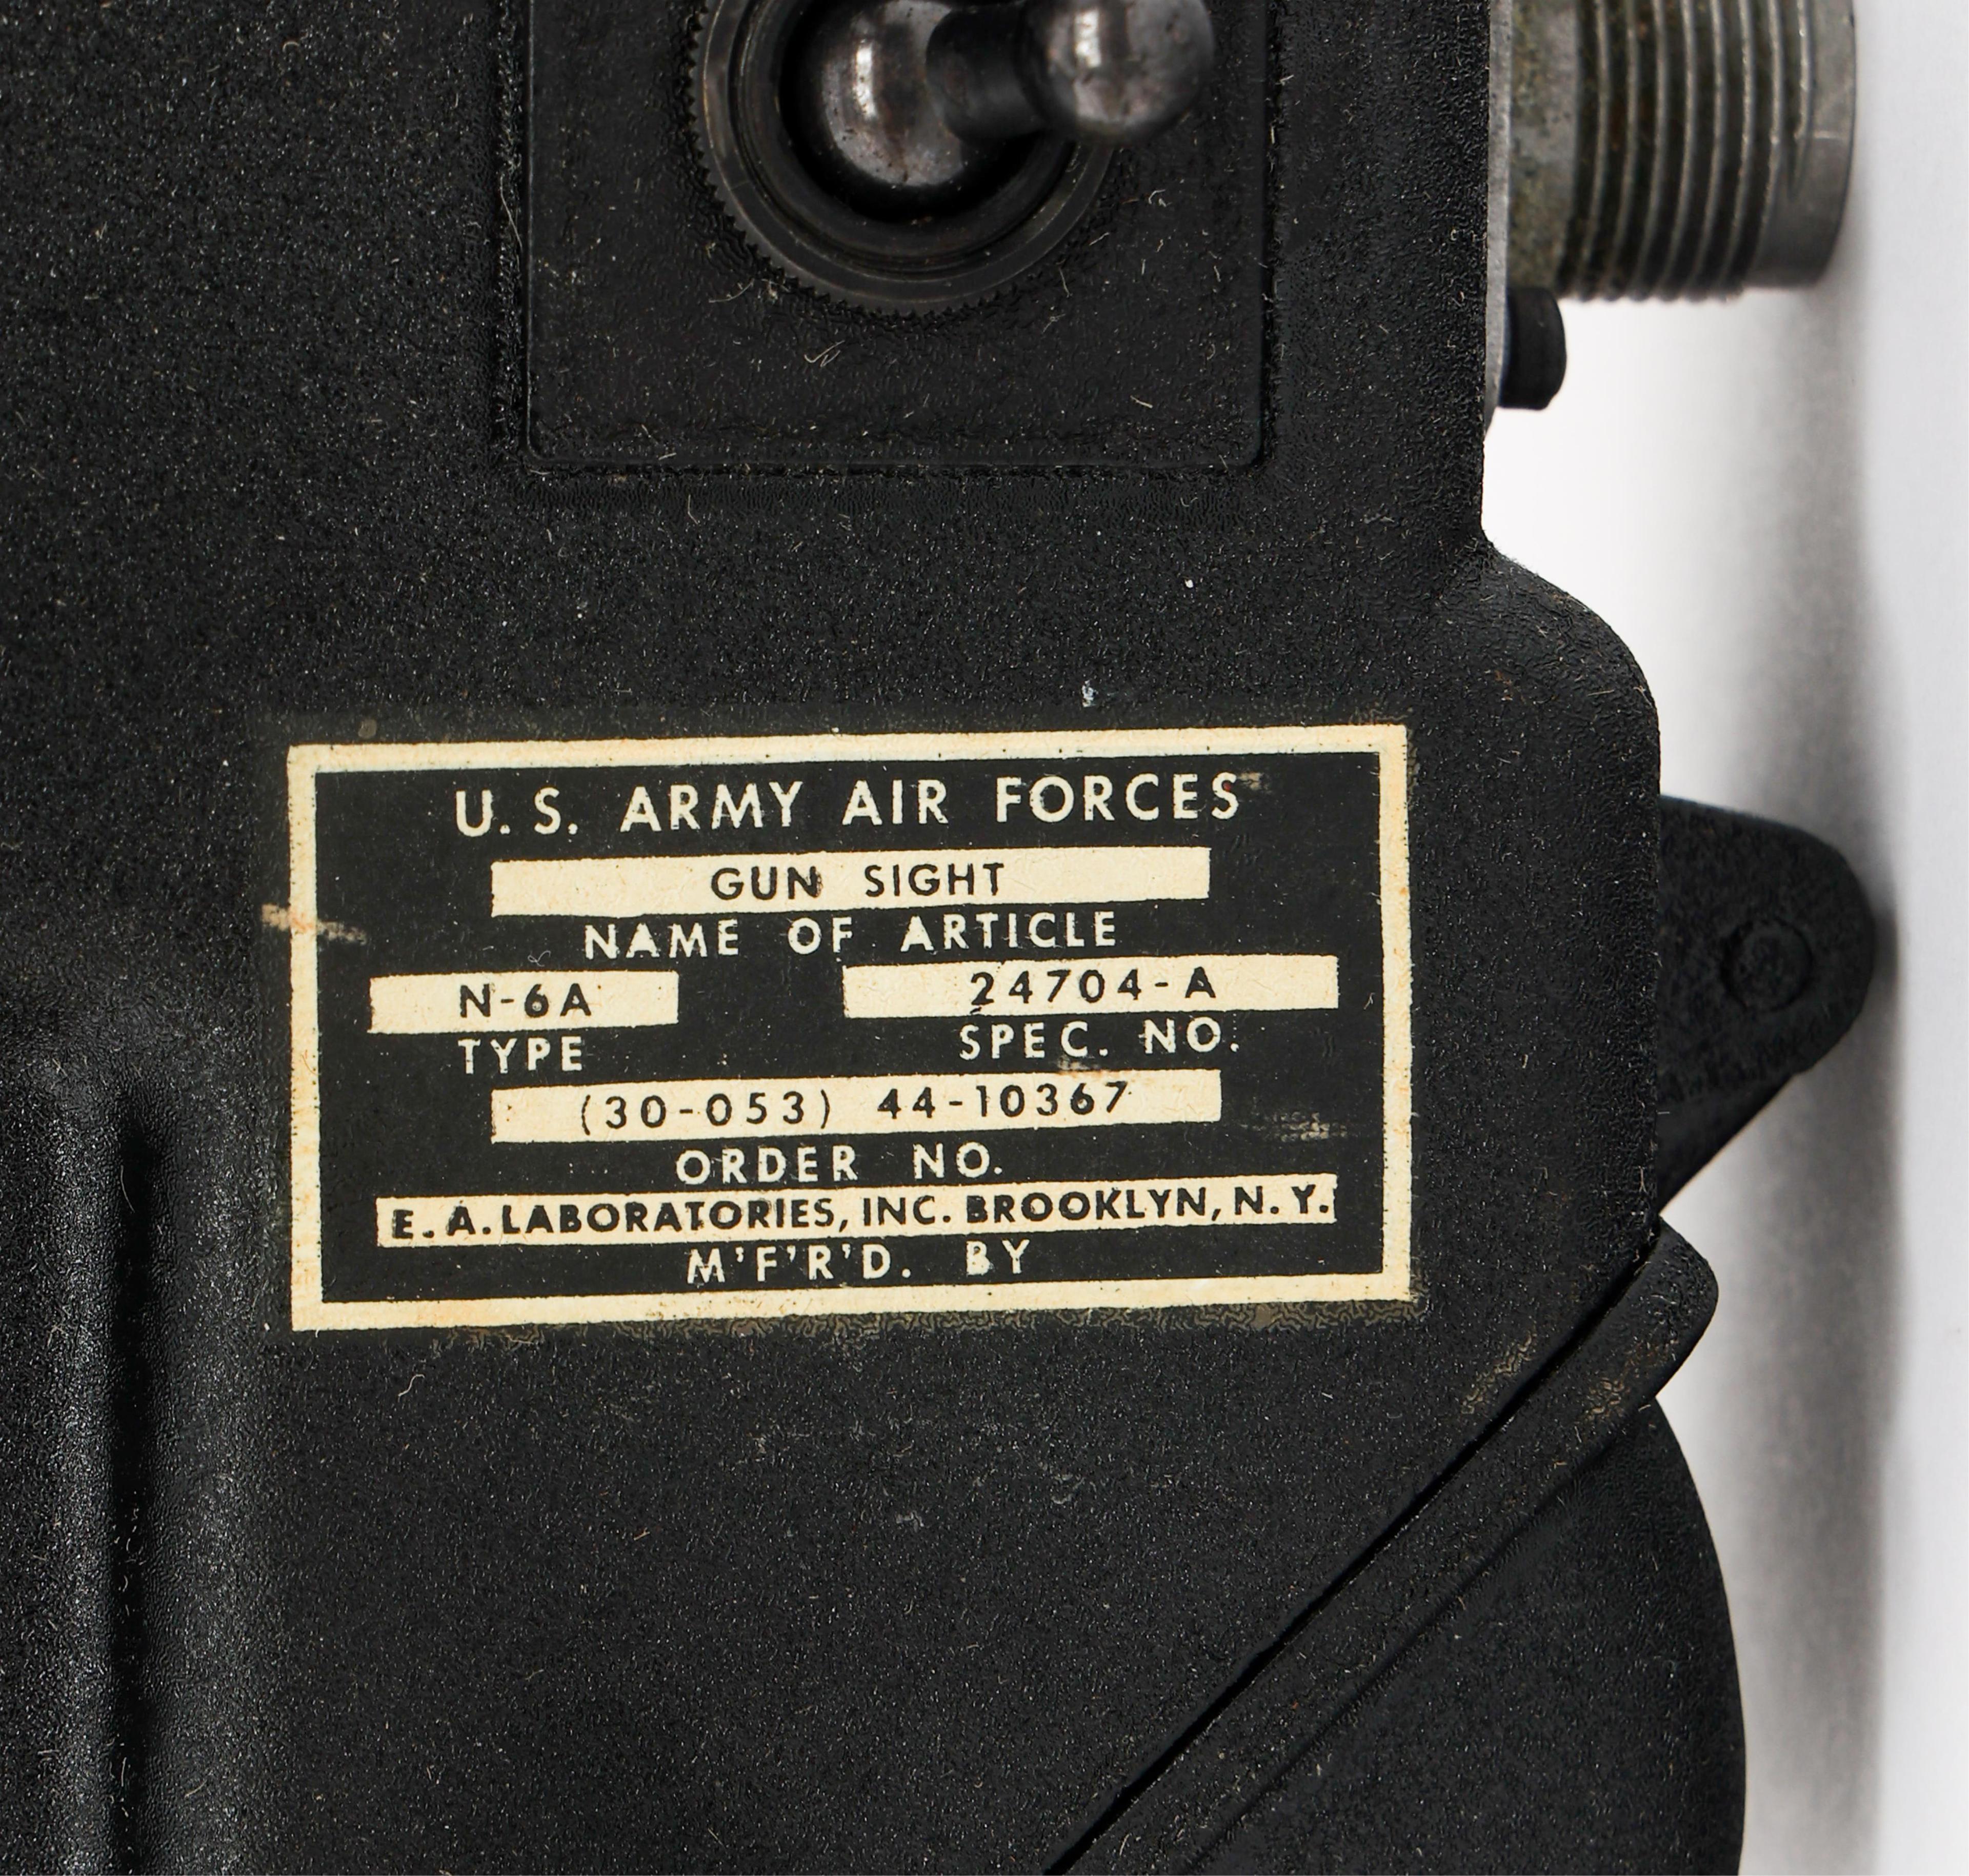 U. S. ARMY AIR FORCES
GUN SIGHT
NAME OF ARTICLE
N-6A 24704-A
TYPE SPEC. NO.
(30-053) 44-10367
ORDER NO.
E. A. LABORATORIES, INC. BROOKLYN, N. Y.
M'F'R'D. BY